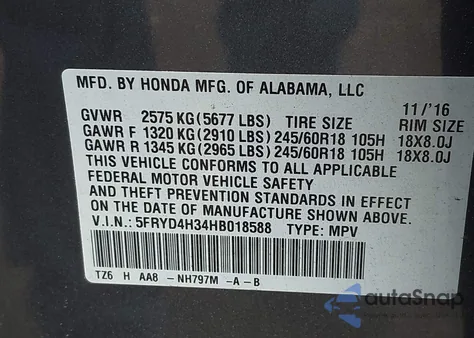 MFD. BY HONDA MFG. OF ALABAMA, LLC 11/'16
GVWR 2575 KG(5677 LBS) TIRE SIZE RIM SIZE
GAWR F 1320 KG(2910 LBS)245/60R18 105H 18X8.0J
GAWR R 1345 KG(2965 LBS)245/60R18 105H 18X8.0J
THIS VEHICLE CONFORMS TO ALL APPLICABLE
FEDERAL MOTOR VEHICLE SAFETY
AND THEFT PREVENTION STANDARDS IN EFFECT
ON THE DATE OF MANUFACTURE SHOWN ABOVE.
V.I.N.: 5FRYD4H34HB018588 TYPE: MPV
TZ6 H AA8 -NH797M -A -B
autoSnap